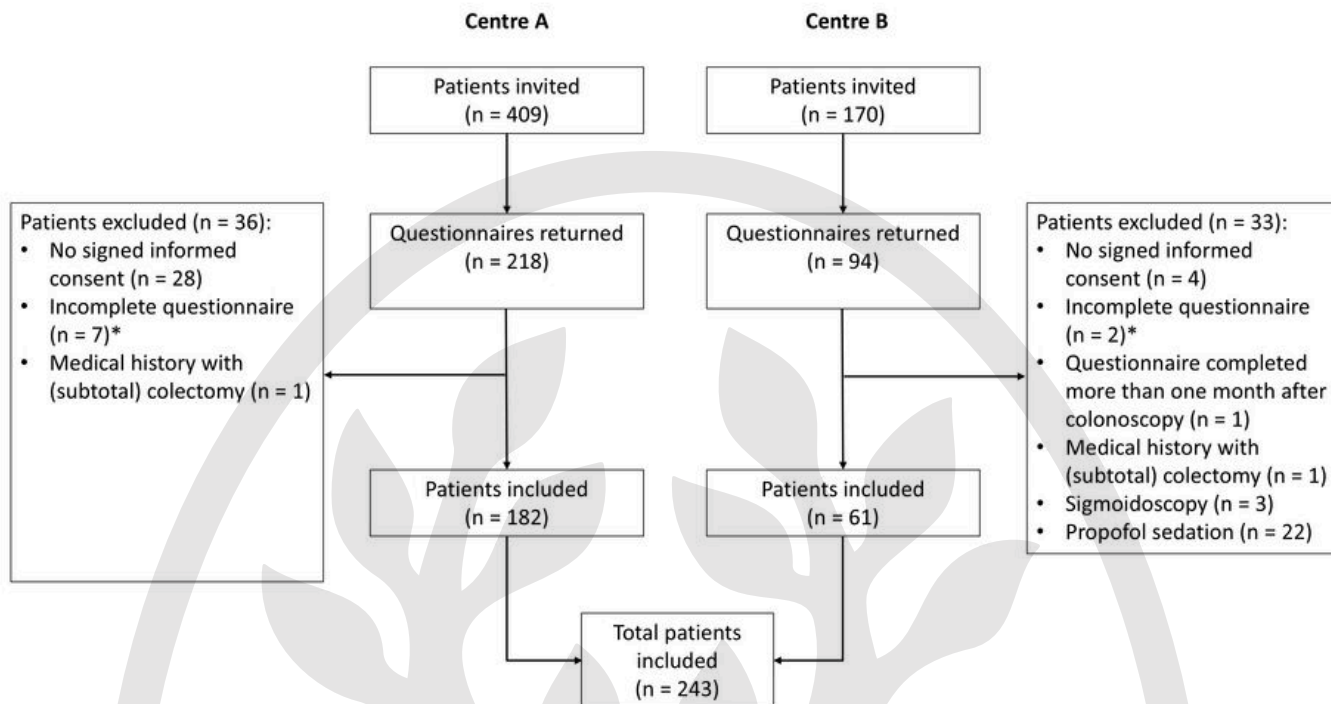 Centre A
Centre B
Patients invited
(n = 409)
Patients invited
(n = 170)
Patients excluded (n = 36):
• No signed informed
consent (n = 28)
• Incomplete questionnaire
(n = 7)*
• Medical history with
(subtotal) colectomy (n = 1)
Questionnaires returned
(n = 218)
Questionnaires returned
(n = 94)
Patients excluded (n = 33):
• No signed informed
consent (n = 4)
• Incomplete questionnaire
(n = 2)*
• Questionnaire completed
more than one month after
colonoscopy (n = 1)
• Medical history with
(subtotal) colectomy (n = 1)
• Sigmoidoscopy (n = 3)
• Propofol sedation (n = 22)
Patients included
(n = 182)
Patients included
(n = 61)
Total patients
included
(n = 243)